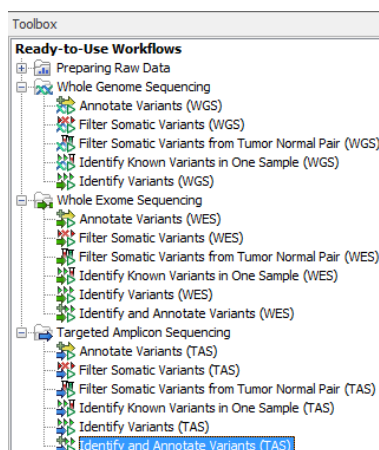 Toolbox
Ready-to-Use Workflows
Preparing Raw Data
Whole Genome Sequencing
Annotate Variants (WGS)
Filter Somatic Variants (WGS)
Filter Somatic Variants from Tumor Normal Pair (WGS)
Identify Known Variants in One Sample (WGS)
Identify Variants (WGS)
Whole Exome Sequencing
Annotate Variants (WES)
Filter Somatic Variants (WES)
Filter Somatic Variants from Tumor Normal Pair (WES)
Identify Known Variants in One Sample (WES)
Identify Variants (WES)
Identify and Annotate Variants (WES)
Targeted Amplicon Sequencing
Annotate Variants (TAS)
Filter Somatic Variants (TAS)
Filter Somatic Variants from Tumor Normal Pair (TAS)
Identify Known Variants in One Sample (TAS)
Identify Variants (TAS)
Identify and Annotate Variants (TAS)